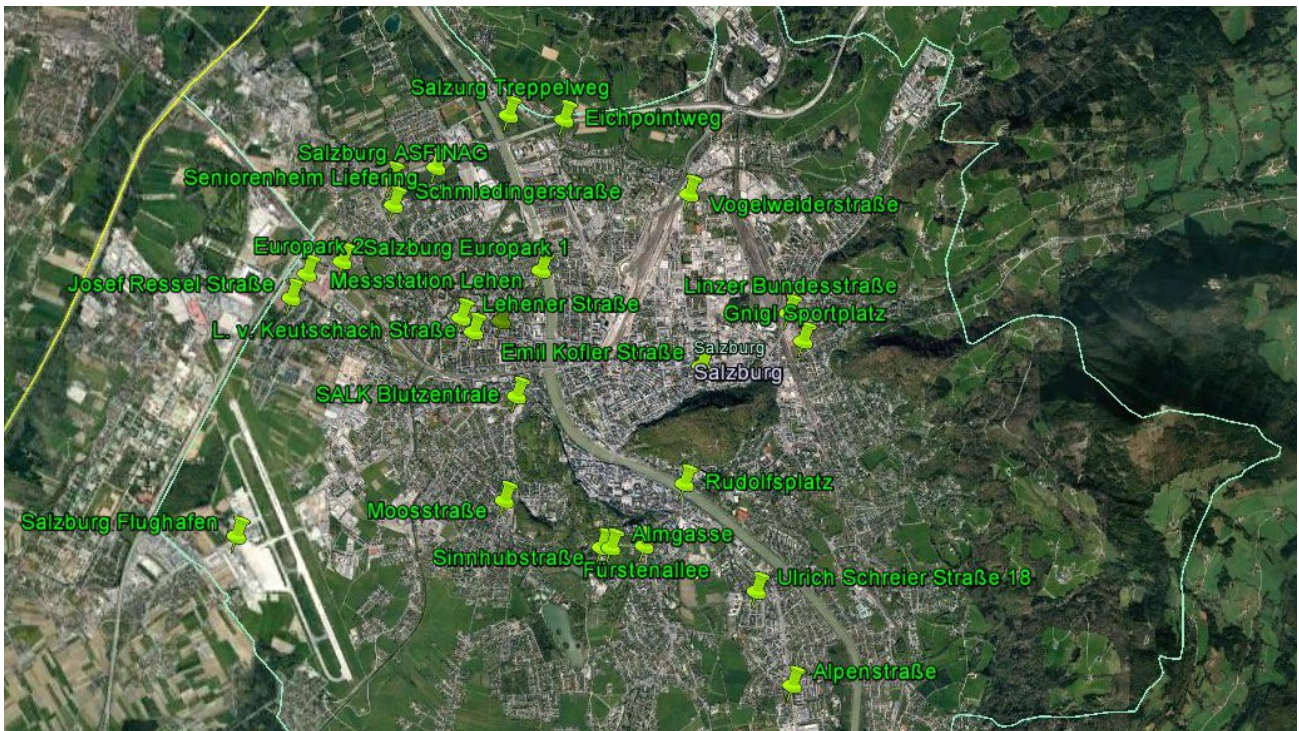 Salzurg Treppelweg
Eichpointweg
Salzburg ASFINAG
Seniorenheim Liefering
Schmiedingerstraße
Vogelweiderstraße
Europark 2
Salzburg Europark 1
Josef Ressel Straße
Messstation Lehen
Linzer Bundesstraße
Lehener Straße
Gnigl Sportplatz
L. v. Keutschach Straße
Emil Kofler Straße
Salzburg
Salzburg
SALK Blutzentrale
Rudolfsplatz
Moosstraße
Salzburg Flughafen
Almgasse
Sinnhubstraße
Fürstenallee
Ulrich Schreier Straße 18
Alpenstraße